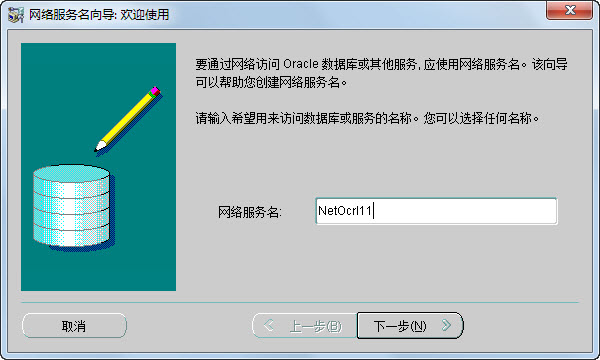 网络服务名向导: 欢迎使用
要通过网络访问 Oracle 数据库或其他服务, 应使用网络服务名。该向导
可以帮助您创建网络服务名。
请输入希望用来访问数据库或服务的名称。您可以选择任何名称。
网络服务名: NetOcrl11
取消 上一步(B) 下一步(N)